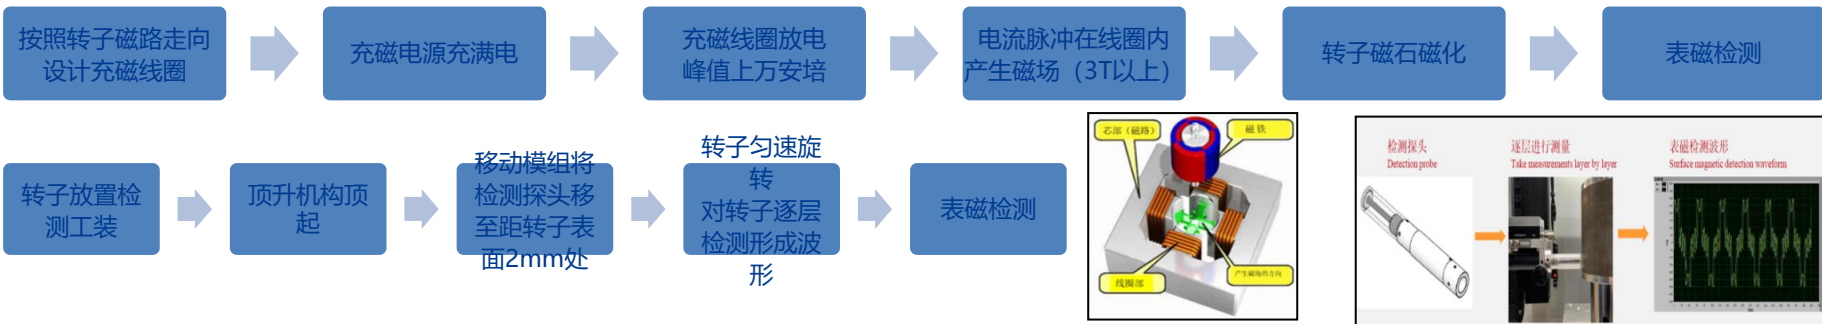 按照转子磁路走向
设计充磁线圈
充磁电源充满电
充磁线圈放电
峰值上万安培
电流脉冲在线圈内
产生磁场（3T以上）
转子磁石磁化
表磁检测
转子放置检
测工装
顶升机构顶
起
移动模组将
检测探头移
至距转子表
面2mm处
转子匀速旋
转
对转子逐层
检测形成波
形
表磁检测
芯部（磁路）
磁铁
线圈部
产生磁场的方向
检测探头
Detection probe
逐层进行测量
Take measurements layer by layer
表磁检测波形
Surface magnetic detection waveform